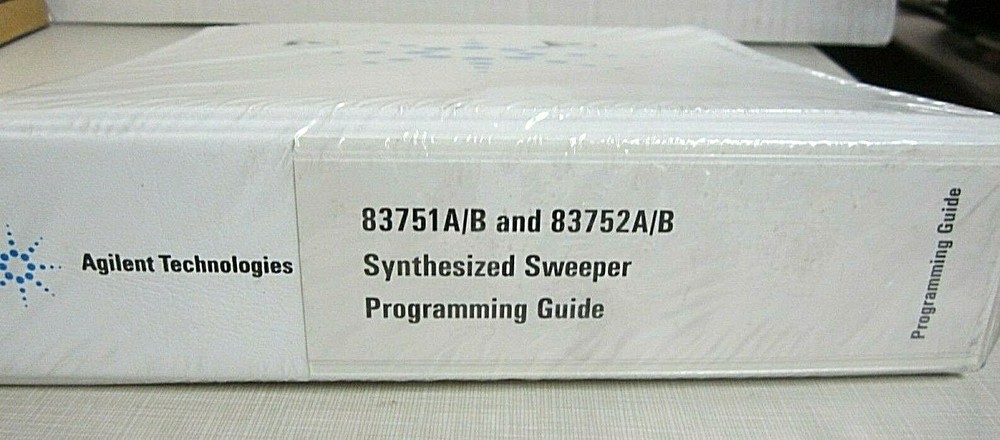 Agilent Technologies
83751A/B and 83752A/B
Synthesized Sweeper
Programming Guide
Programming Guide